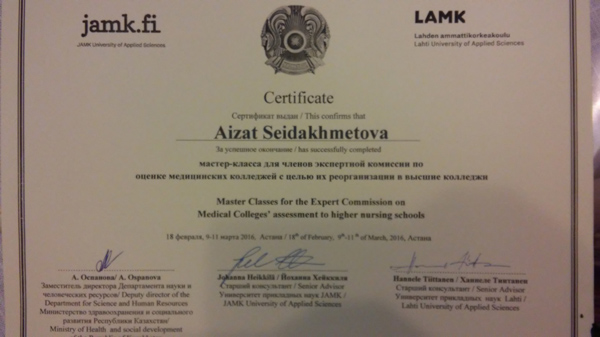 jamk.fi
JAMK University of Applied Sciences
LAMK
Lahden ammattikorkeakoulu
Lahti University of Applied Sciences
Certificate
Сертификат выдан / This confirms that
Aizat Seidakhmetova
За успешное окончание / has successfully completed
мастер-класса для членов экспертной комиссии по
оценке медицинских колледжей с целью их реорганизации в высшие колледжи
Master Classes for the Expert Commission on
Medical Colleges' assessment to higher nursing schools
18 февраля, 9-11 марта 2016, Астана / 18th of February, 9th-11th of March, 2016, Астана
А. Оспанова/ A. Ospanova
Заместитель директора Департамента науки и
человеческих ресурсов/ Deputy director of the
Department for Science and Human Resources
Министерство здравоохранения и социального
развития Республики Казахстан/
Ministry of Health and social development
Johanna Heikkilä / Йоханна Хейккиля
Старший консультант / Senior Advisor
Университет прикладных наук JAMK /
JAMK University of Applied Sciences
Hannele Tiittanen / Ханнеле Тиитанен
Старший консультант / Senior Advisor
Университет прикладных наук Lahti /
Lahti University of Applied Sciences